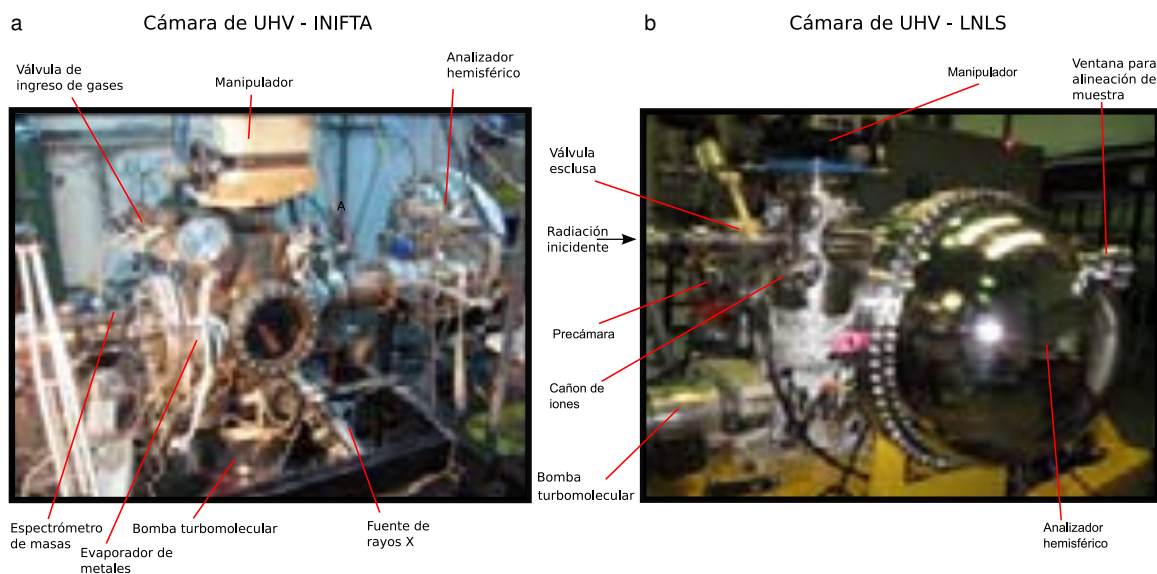 a
Cámara de UHV - INIFTA
Válvula de
ingreso de gases
Manipulador
Analizador
hemisférico
A
Espectrómetro
de masas
Evaporador de
metales
Bomba turbomolecular
Fuente de
rayos X
b
Cámara de UHV - LNLS
Manipulador
Ventana para
alineación de
muestra
Válvula
esclusa
Radiación
inicidente
Precámara
Cañon de
iones
Bomba
turbomolecular
Analizador
hemisférico